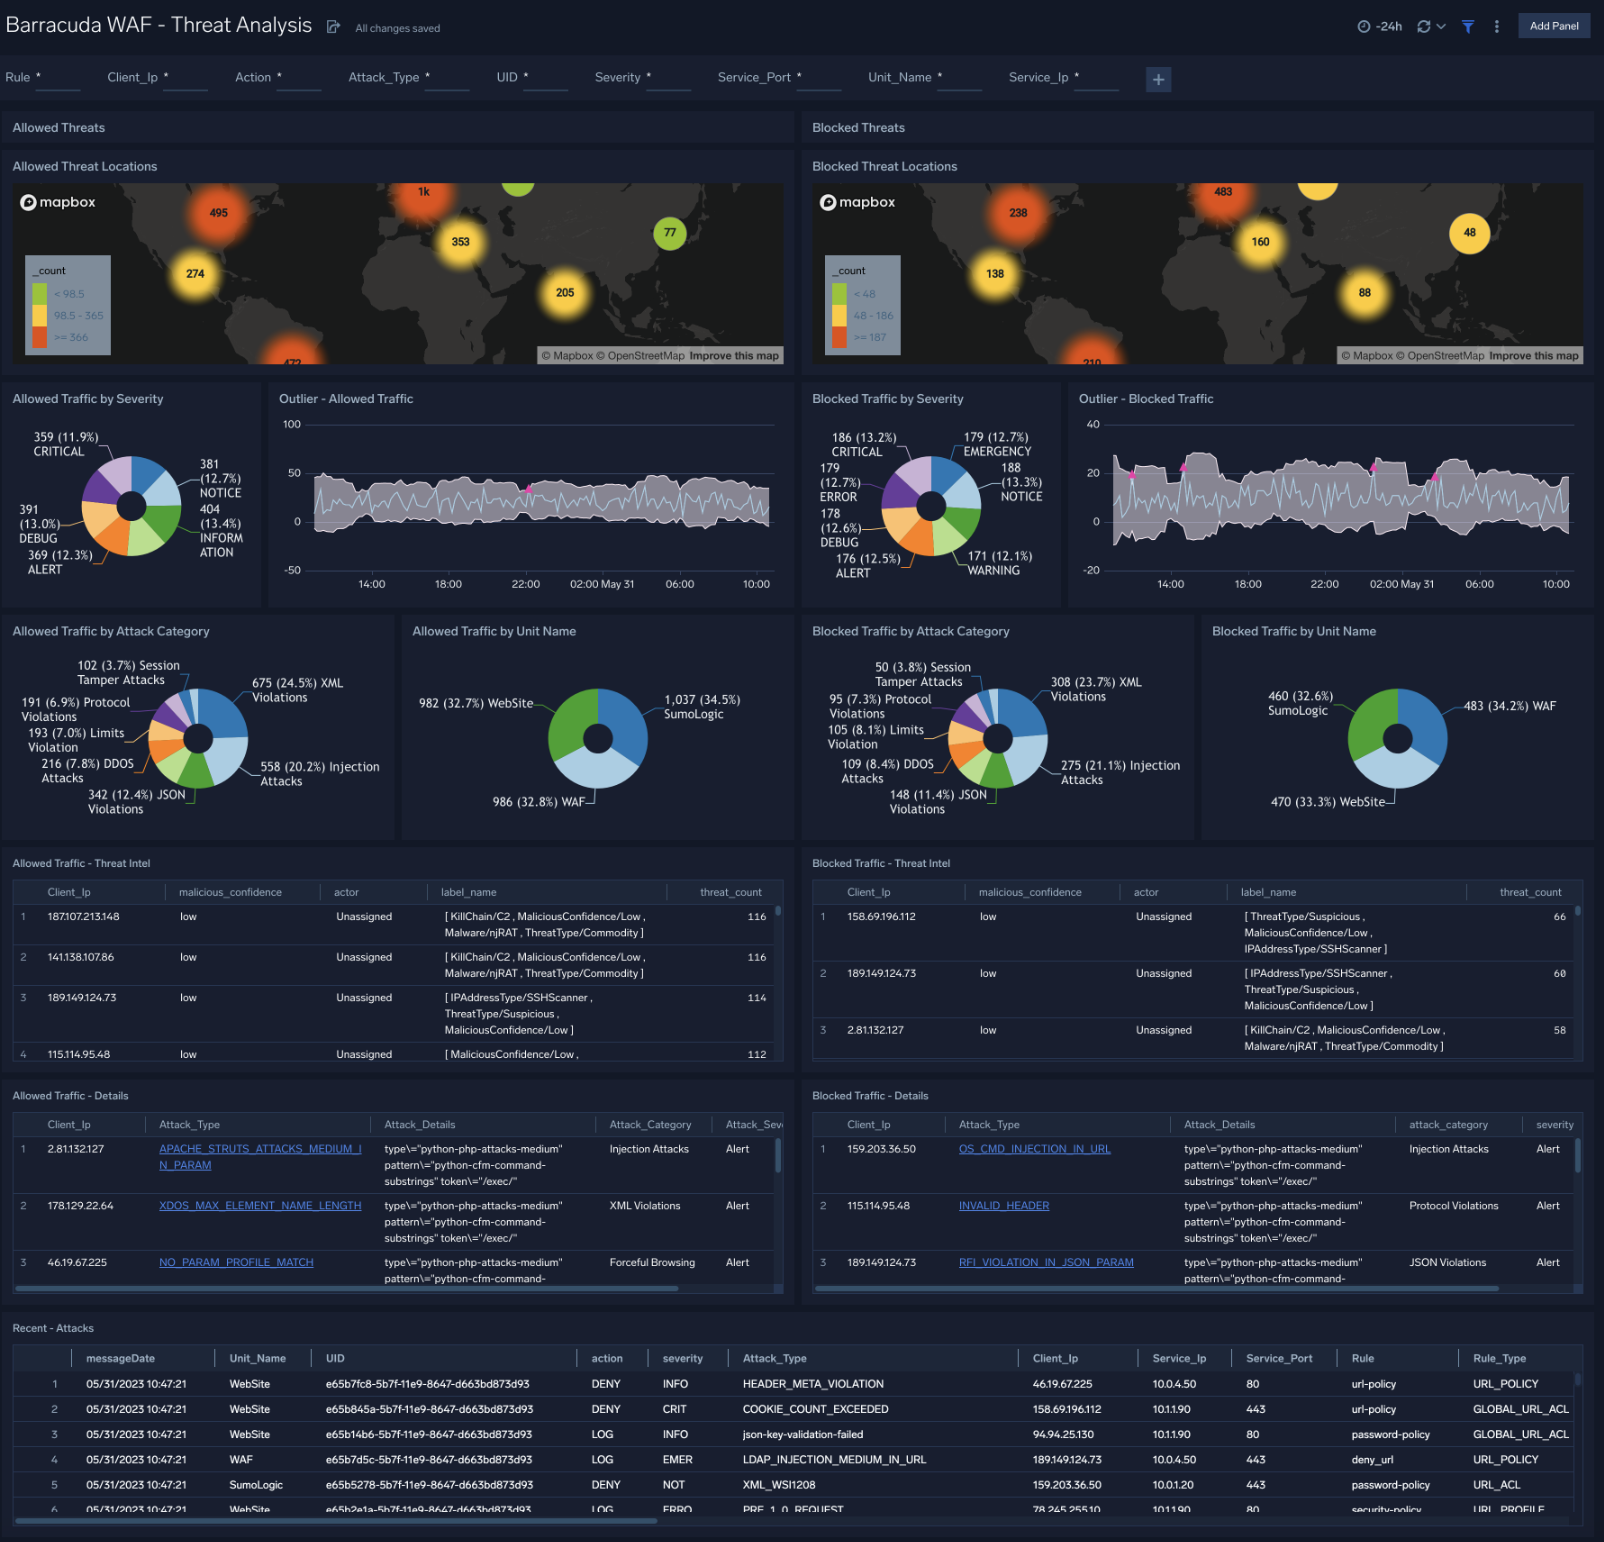 Barracuda WAF - Threat Analysis
All changes saved
-24h
Add Panel
Rule *
Client_Ip *
Action *
Attack_Type *
UID *
Severity *
Service_Port *
Unit_Name *
Service_Ip *
+
Allowed Threats
Blocked Threats
Allowed Threat Locations
mapbox
495
1k
353
77
274
205
472
_count
< 98.5
98.5 - 365
>= 366
© Mapbox © OpenStreetMap Improve this map
Blocked Threat Locations
mapbox
238
483
160
48
138
88
210
_count
< 48
48 - 186
>= 187
© Mapbox © OpenStreetMap Improve this map
Allowed Traffic by Severity
359 (11.9%)
CRITICAL
381
(12.7%)
NOTICE
404
(13.4%)
INFORM
ATION
391
(13.0%)
DEBUG
369 (12.3%)
ALERT
Outlier - Allowed Traffic
100
50
0
-50
14:00
18:00
22:00
02:00 May 31
06:00
10:00
Blocked Traffic by Severity
186 (13.2%)
CRITICAL
179 (12.7%)
EMERGENCY
179
(12.7%)
ERROR
188
(13.3%)
NOTICE
178
(12.6%)
DEBUG
176 (12.5%)
ALERT
171 (12.1%)
WARNING
Outlier - Blocked Traffic
40
20
0
-20
14:00
18:00
22:00
02:00 May 31
06:00
10:00
Allowed Traffic by Attack Category
102 (3.7%) Session
Tamper Attacks
675 (24.5%) XML
Violations
191 (6.9%) Protocol
Violations
193 (7.0%) Limits
Violation
216 (7.8%) DDOS
Attacks
558 (20.2%) Injection
Attacks
342 (12.4%) JSON
Violations
Allowed Traffic by Unit Name
982 (32.7%) WebSite
1,037 (34.5%)
SumoLogic
986 (32.8%) WAF
Blocked Traffic by Attack Category
50 (3.8%) Session
Tamper Attacks
308 (23.7%) XML
Violations
95 (7.3%) Protocol
Violations
105 (8.1%) Limits
Violation
109 (8.4%) DDOS
Attacks
275 (21.1%) Injection
Attacks
148 (11.4%) JSON
Violations
Blocked Traffic by Unit Name
460 (32.6%)
SumoLogic
483 (34.2%) WAF
470 (33.3%) WebSite
Allowed Traffic - Threat Intel
Client_Ip malicious_confidence actor label_name threat_count
1 187.107.213.148 low Unassigned [ KillChain/C2 , MaliciousConfidence/Low , 116
Malware/njRAT , ThreatType/Commodity ]
2 141.138.107.86 low Unassigned [ KillChain/C2 , MaliciousConfidence/Low , 116
Malware/njRAT , ThreatType/Commodity ]
3 189.149.124.73 low Unassigned [ IPAddressType/SSHScanner , 114
ThreatType/Suspicious ,
MaliciousConfidence/Low ]
4 115.114.95.48 low Unassigned [ MaliciousConfidence/Low , 112
Blocked Traffic - Threat Intel
Client_Ip malicious_confidence actor label_name threat_count
1 158.69.196.112 low Unassigned [ ThreatType/Suspicious , 66
MaliciousConfidence/Low ,
IPAddressType/SSHScanner ]
2 189.149.124.73 low Unassigned [ IPAddressType/SSHScanner , 60
ThreatType/Suspicious ,
MaliciousConfidence/Low ]
3 2.81.132.127 low Unassigned [ KillChain/C2 , MaliciousConfidence/Low , 58
Malware/njRAT , ThreatType/Commodity ]
Allowed Traffic - Details
Client_Ip Attack_Type Attack_Details Attack_Category Attack_Sev
1 2.81.132.127 APACHE_STRUTS_ATTACKS_MEDIUM_I type\="python-php-attacks-medium" Injection Attacks Alert
N_PARAM pattern\="python-cfm-command-
substrings" token\="/exec/"
2 178.129.22.64 XDOS_MAX_ELEMENT_NAME_LENGTH type\="python-php-attacks-medium" XML Violations Alert
pattern\="python-cfm-command-
substrings" token\="/exec/"
3 46.19.67.225 NO_PARAM_PROFILE_MATCH type\="python-php-attacks-medium" Forceful Browsing Alert
pattern\="python-cfm-command-
Blocked Traffic - Details
Client_Ip Attack_Type Attack_Details attack_category severity
1 159.203.36.50 OS_CMD_INJECTION_IN_URL type\="python-php-attacks-medium" Injection Attacks Alert
pattern\="python-cfm-command-
substrings" token\="/exec/"
2 115.114.95.48 INVALID_HEADER type\="python-php-attacks-medium" Protocol Violations Alert
pattern\="python-cfm-command-
substrings" token\="/exec/"
3 189.149.124.73 RFI_VIOLATION_IN_JSON_PARAM type\="python-php-attacks-medium" JSON Violations Alert
pattern\="python-cfm-command-
Recent - Attacks
messageDate Unit_Name UID action severity Attack_Type Client_Ip Service_Ip Service_Port Rule Rule_Type
1 05/31/2023 10:47:21 WebSite e65b7fc8-5b7f-11e9-8647-d663bd873d93 DENY INFO HEADER_META_VIOLATION 46.19.67.225 10.0.4.50 80 url-policy URL_POLICY
2 05/31/2023 10:47:21 WebSite e65b845a-5b7f-11e9-8647-d663bd873d93 DENY CRIT COOKIE_COUNT_EXCEEDED 158.69.196.112 10.1.1.90 443 url-policy GLOBAL_URL_ACL
3 05/31/2023 10:47:21 WebSite e65b14b6-5b7f-11e9-8647-d663bd873d93 LOG INFO json-key-validation-failed 94.94.25.130 10.1.1.90 80 password-policy GLOBAL_URL_ACL
4 05/31/2023 10:47:21 WAF e65b7d5c-5b7f-11e9-8647-d663bd873d93 LOG EMER LDAP_INJECTION_MEDIUM_IN_URL 189.149.124.73 10.0.4.50 443 deny_url URL_POLICY
5 05/31/2023 10:47:21 SumoLogic e65b5278-5b7f-11e9-8647-d663bd873d93 DENY NOT XML_WSI1208 159.203.36.50 10.0.1.20 443 password-policy URL_ACL
6 05/31/2023 10:47:21 WebSite e65b2e1a-5b7f-11e9-8647-d663bd873d93 LOG ERRO PRE_1_0_REQUEST 78.245.255.10 10.1.1.90 80 security-policy URL_PROFILE